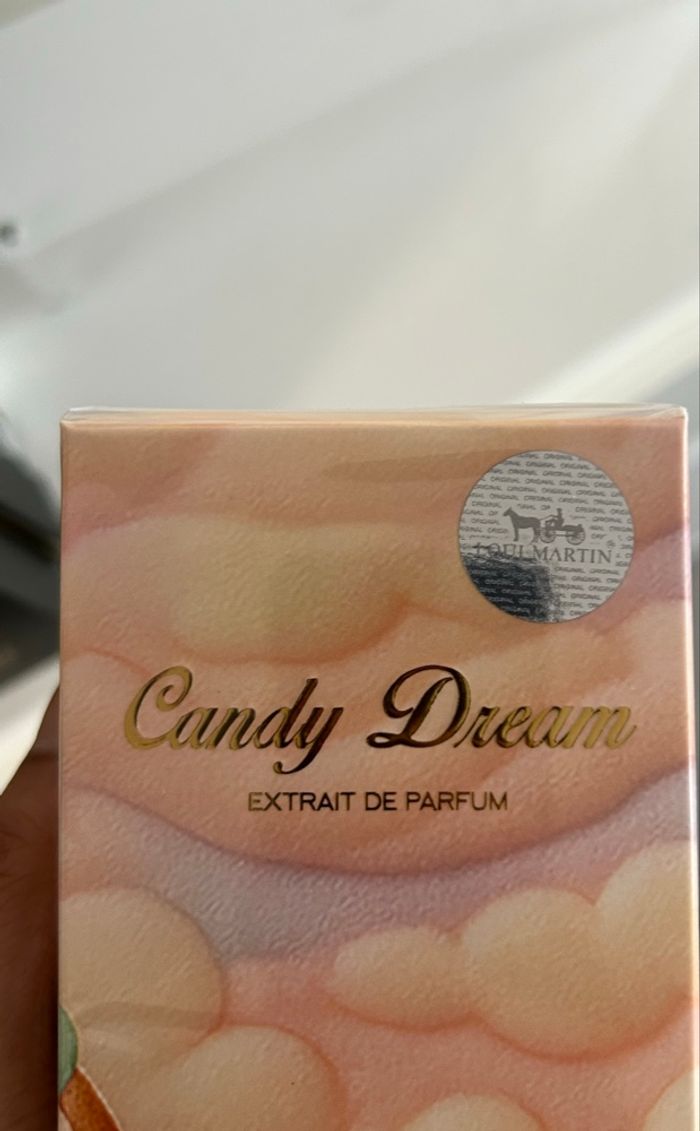 LOUI MARTIN
Candy Dream
EXTRAIT DE PARFUM